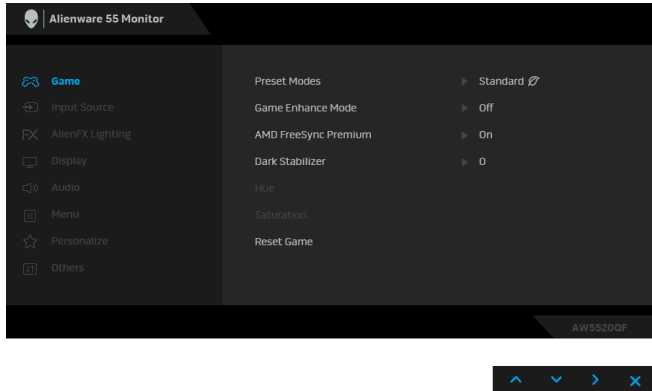 Alienware 55 Monitor
Game
Preset Modes Standard
Input Source
Game Enhance Mode Off
AlienFX Lighting
AMD FreeSync Premium On
Display
Dark Stabilizer 0
Audio
Hue
Menu
Saturation
Personalize
Reset Game
Others
AW5520QF